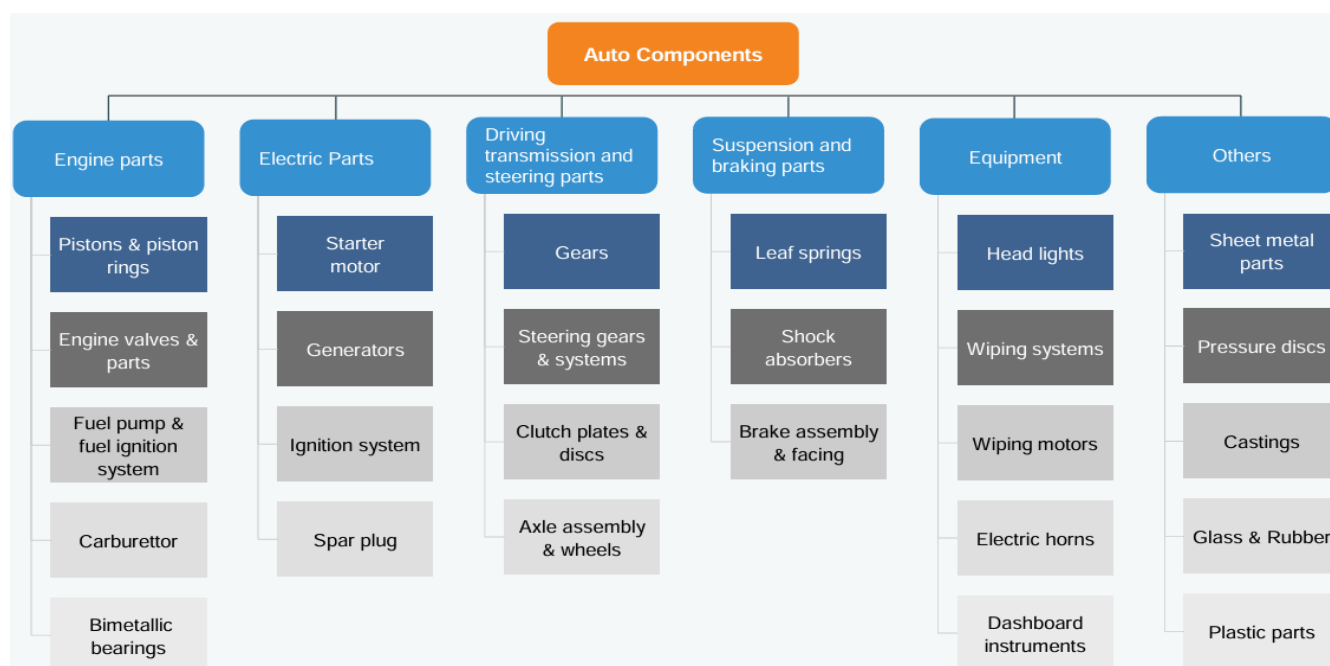 Auto Components
Engine parts
Pistons & piston
rings
Engine valves &
parts
Fuel pump &
fuel ignition
system
Carburettor
Bimetallic
bearings
Electric Parts
Starter
motor
Generators
Ignition system
Spar plug
Driving
transmission and
steering parts
Gears
Steering gears
& systems
Clutch plates &
discs
Axle assembly
& wheels
Suspension and
braking parts
Leaf springs
Shock
absorbers
Brake assembly
& facing
Equipment
Head lights
Wiping systems
Wiping motors
Electric horns
Dashboard
instruments
Others
Sheet metal
parts
Pressure discs
Castings
Glass & Rubber
Plastic parts